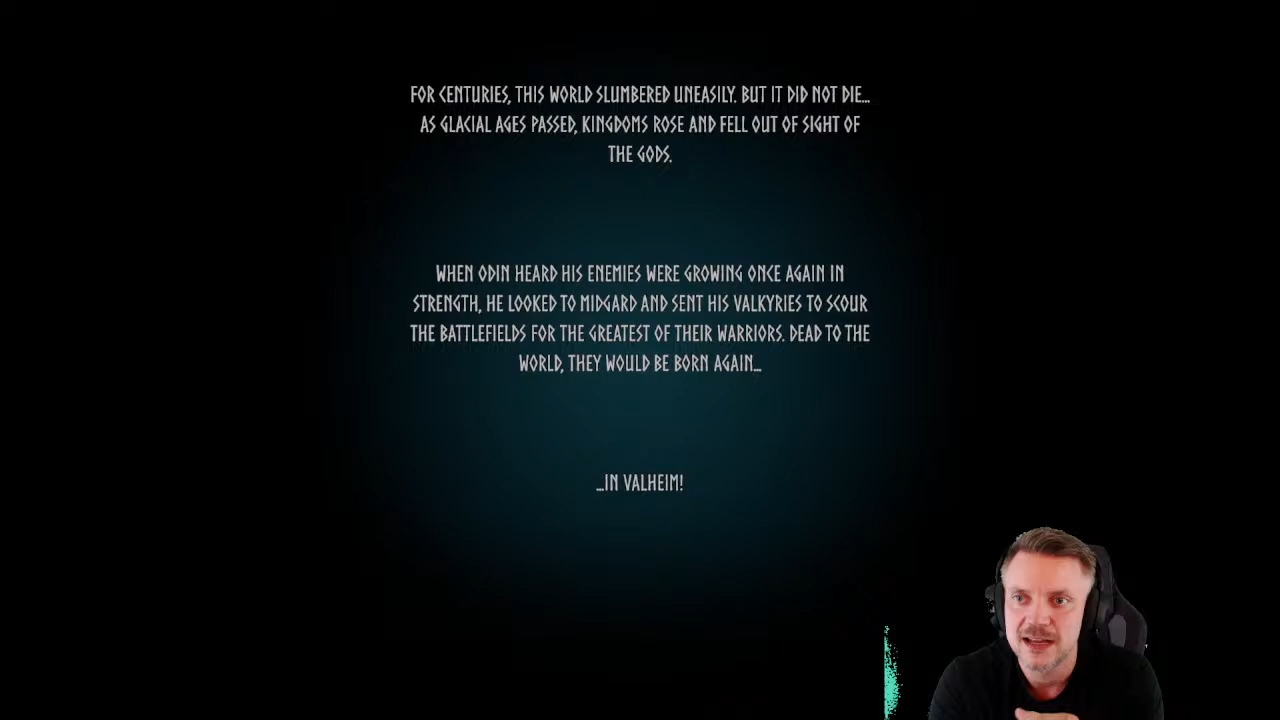 FOR CENTURIES, THIS WORLD SLUMBERED UNEASILY. BUT IT DID NOT DIE...
AS GLACIAL AGES PASSED, KINGDOMS ROSE AND FELL OUT OF SIGHT OF
THE GODS.
WHEN ODIN HEARD HIS ENEMIES WERE GROWING ONCE AGAIN IN
STRENGTH, HE LOOKED TO MIDGARD AND SENT HIS VALKYRIES TO SCOUR
THE BATTLEFIELDS FOR THE GREATEST OF THEIR WARRIORS. DEAD TO THE
WORLD, THEY WOULD BE BORN AGAIN...
...IN VALHEIM!